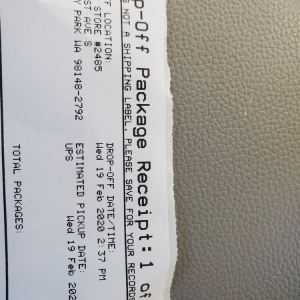 p-Off Package Receipt: 1 of
S NOT A SHIPPING LABEL. PLEASE SAVE FOR YOUR RECORDS
FF LOCATION:
STORE #2485
ST AVE S
Y PARK WA 98148-2792
DROP-OFF DATE/TIME:
Wed 19 Feb 2020 2:37 PM
ESTIMATED PICKUP DATE:
Wed 19 Feb 202
UPS
TOTAL PACKAGES: